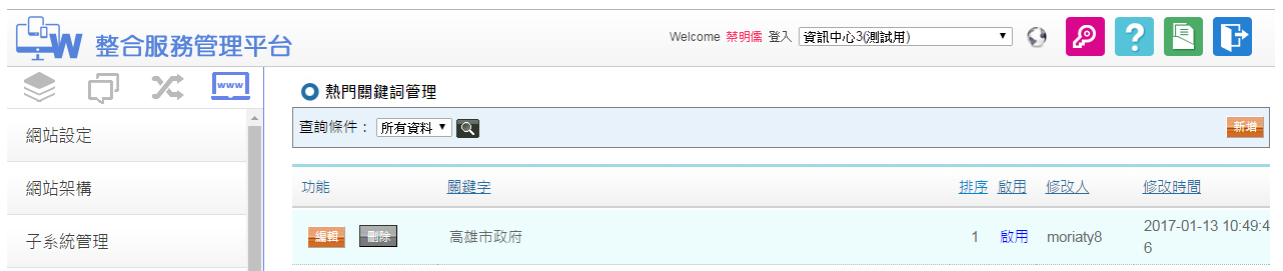 W 整合服務管理平台
Welcome 蔡明儒 登入 資訊中心3(測試用)
www
熱門關鍵詞管理
網站設定
查詢條件： 所有資料 新增
網站架構
功能 關鍵字 排序 啟用 修改人 修改時間
子系統管理
編輯 刪除 高雄市政府 1 啟用 moriaty8 2017-01-13 10:49:4
6